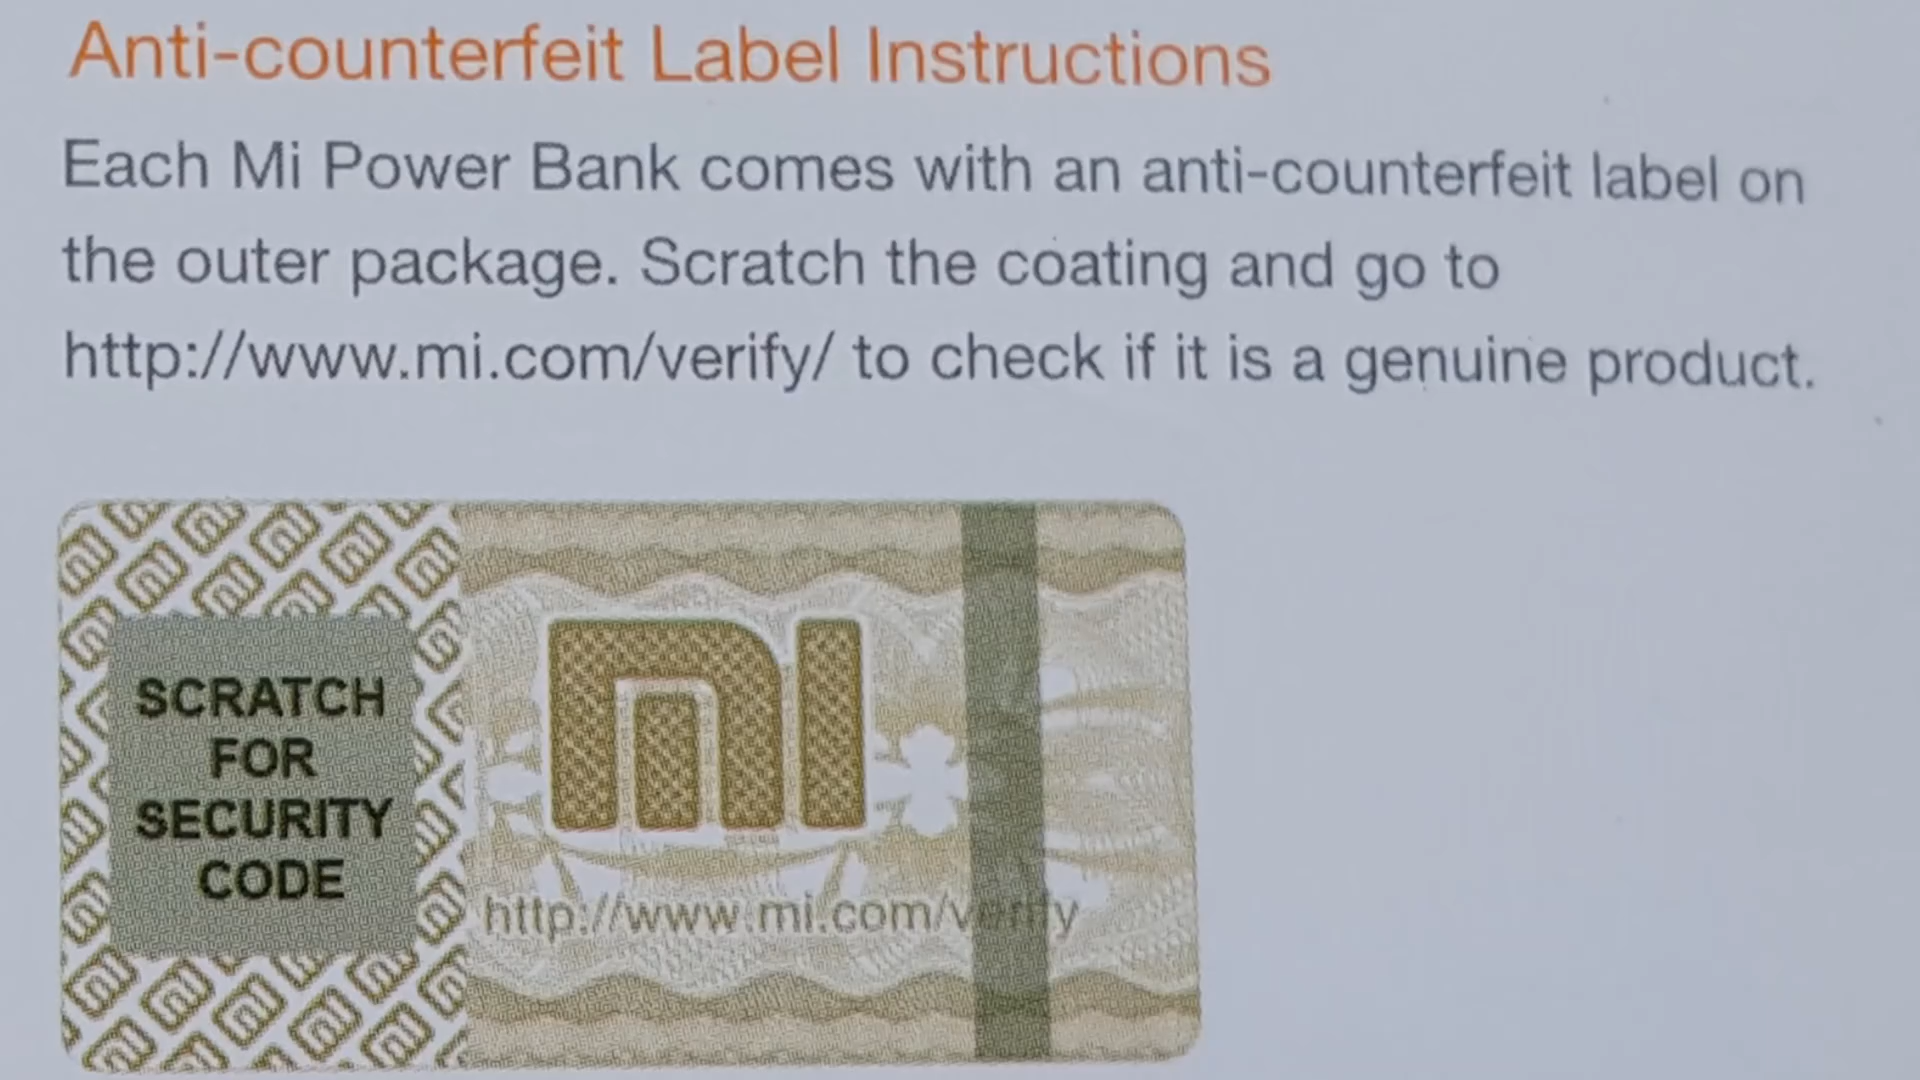 Anti-counterfeit Label Instructions
Each Mi Power Bank comes with an anti-counterfeit label on
the outer package. Scratch the coating and go to
http://www.mi.com/verify/ to check if it is a genuine product.
SCRATCH
FOR
SECURITY
CODE
mi
http://www.mi.com/verify